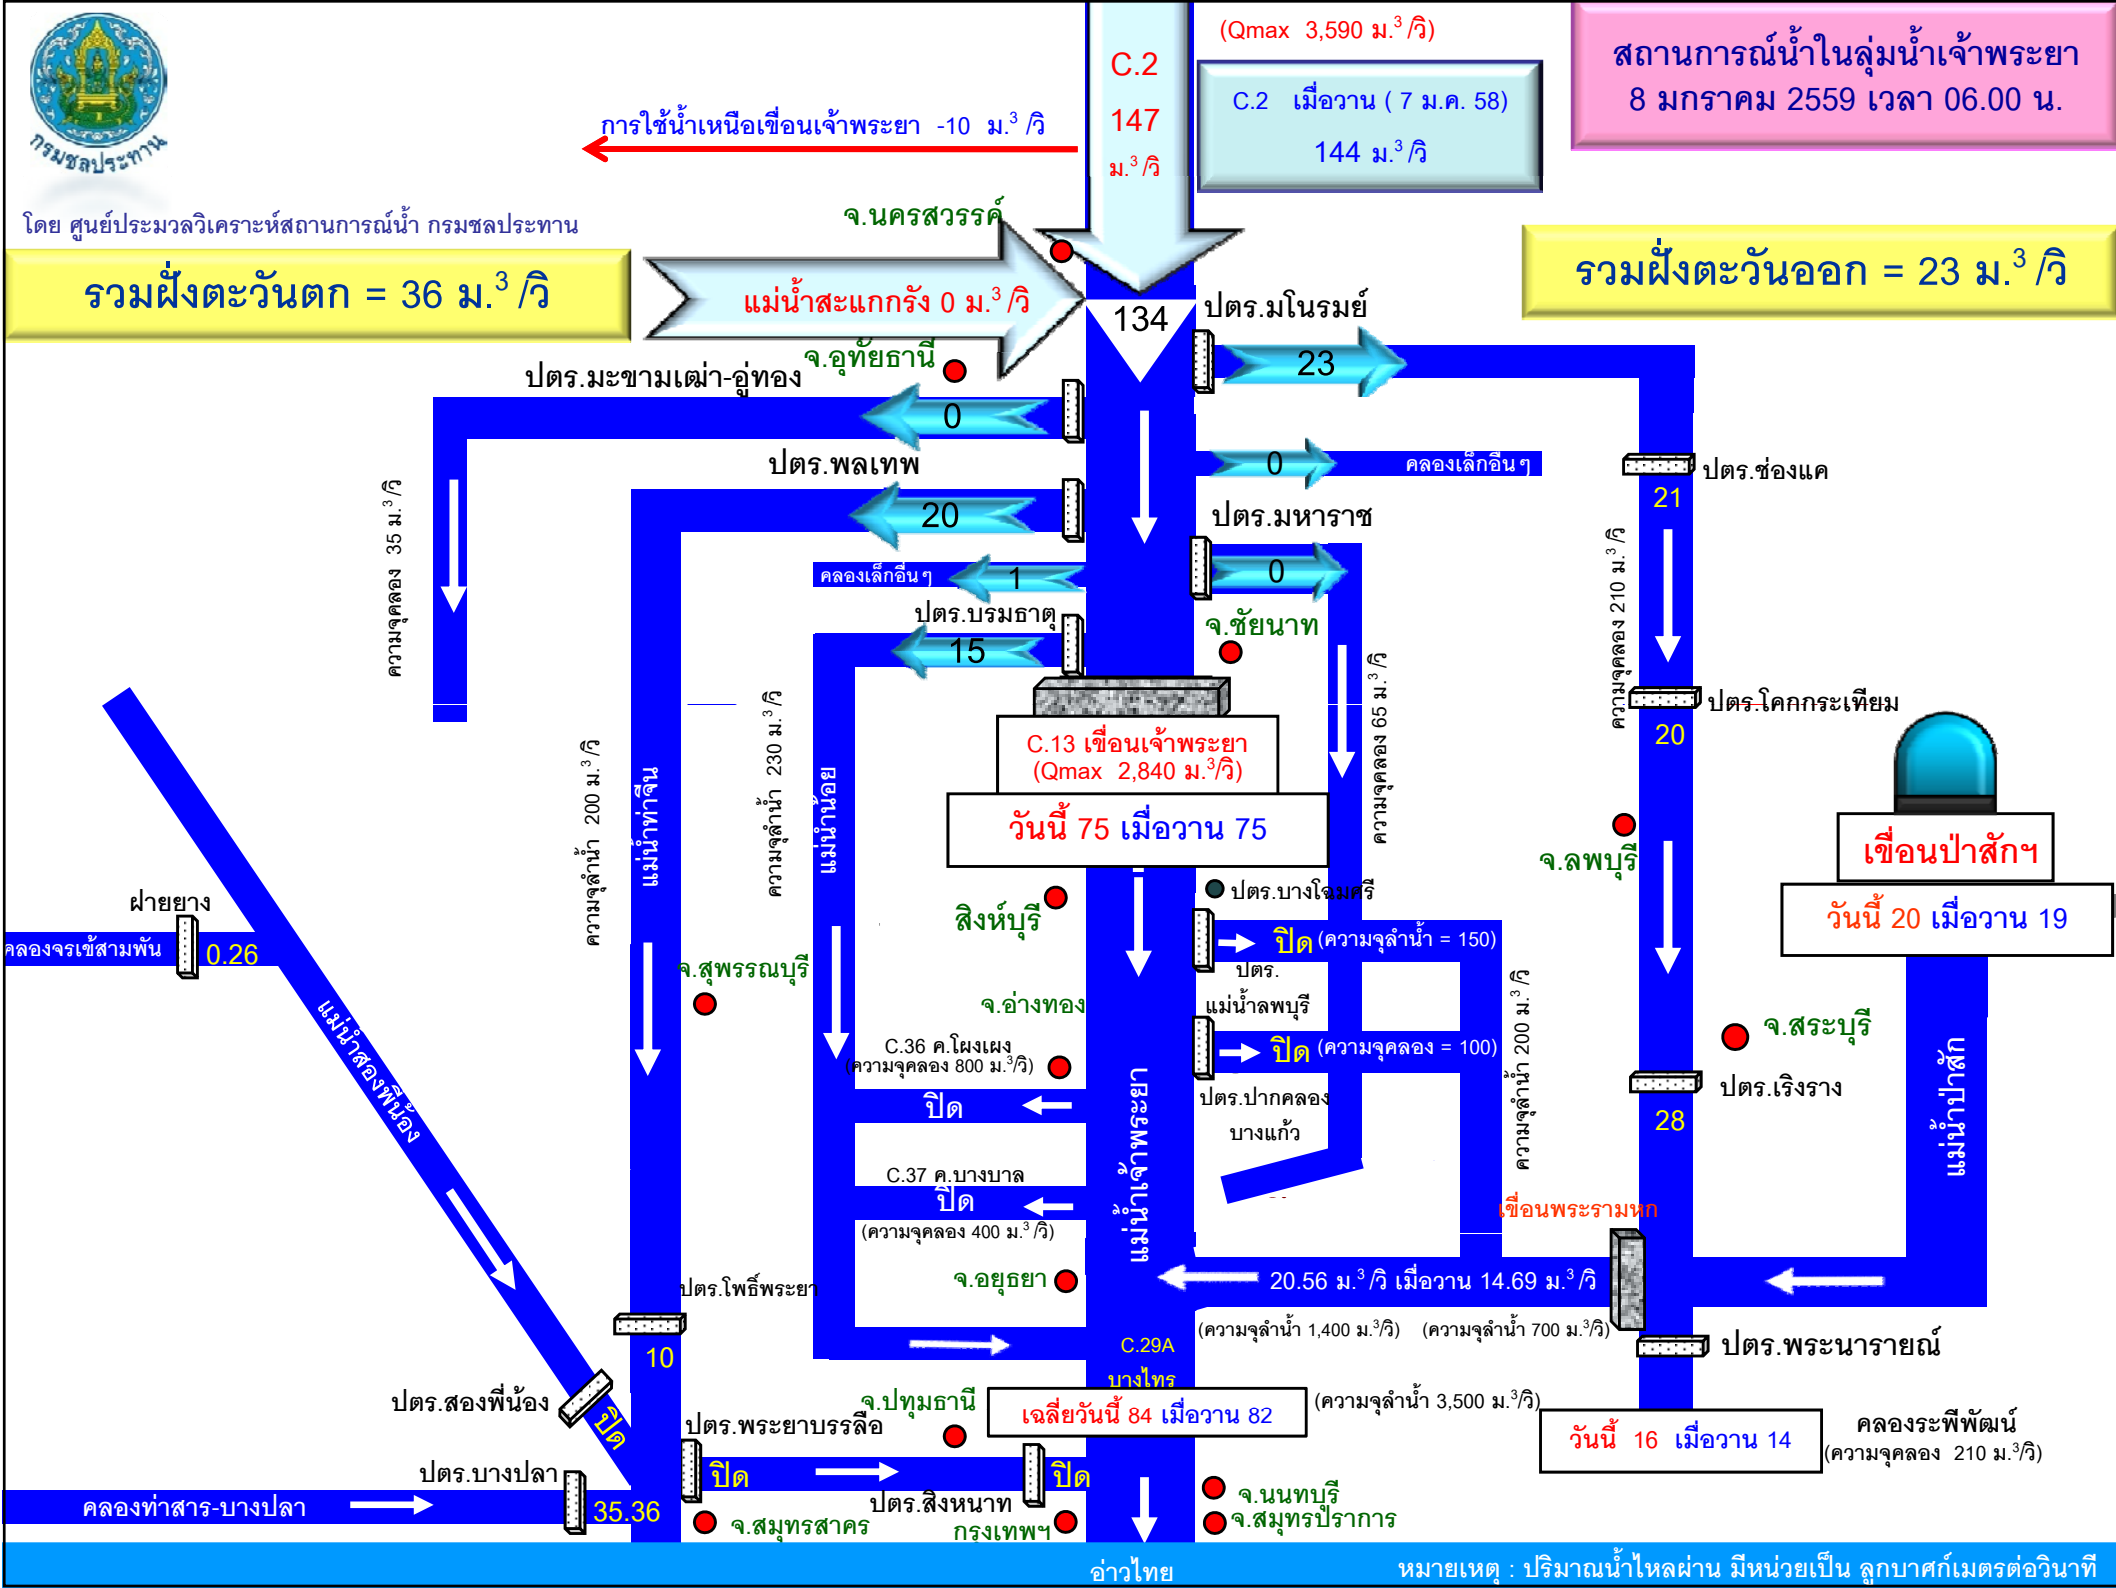 (Qmax 3,590 ม.³/วิ)
C.2
147
ม.³/วิ
C.2 เมื่อวาน ( 7 ม.ค. 58)
144 ม.³/วิ
สถานการณ์น้ำในลุ่มน้ำเจ้าพระยา
8 มกราคม 2559 เวลา 06.00 น.
กรมชลประทาน
การใช้น้ำเหนือเขื่อนเจ้าพระยา -10 ม.³/วิ
โดย ศูนย์ประมวลวิเคราะห์สถานการณ์น้ำ กรมชลประทาน
จ.นครสวรรค์
รวมฝั่งตะวันตก = 36 ม.³/วิ
แม่น้ำสะแกกรัง 0 ม.³/วิ
รวมฝั่งตะวันออก = 23 ม.³/วิ
134
ปตร.มโนรมย์
23
จ.อุทัยธานี
ปตร.มะขามเฒ่า-อู่ทอง
0
ปตร.พลเทพ
0
คลองเล็กอื่นๆ
ปตร.ช่องแค
21
20
ปตร.มหาราช
0
คลองเล็กอื่นๆ
1
ปตร.บรมธาตุ
15
จ.ชัยนาท
ความจุคลอง 35 ม.³/วิ
ความจุคลอง 210 ม.³/วิ
ความจุคลอง 65 ม.³/วิ
ความจุลำน้ำ 200 ม.³/วิ
ความจุลำน้ำ 230 ม.³/วิ
แม่น้ำท่าจีน
แม่น้ำน้อย
ปตร.โคกกระเทียม
20
C.13 เขื่อนเจ้าพระยา
(Qmax 2,840 ม.³/วิ)
วันนี้ 75 เมื่อวาน 75
จ.ลพบุรี
เขื่อนป่าสักฯ
วันนี้ 20 เมื่อวาน 19
ฝายยาง
คลองจรเข้สามพัน
0.26
สิงห์บุรี
ปตร.บางโฉมศรี
ปิด (ความจุลำน้ำ = 150)
ปตร.
แม่น้ำลพบุรี
จ.สุพรรณบุรี
จ.อ่างทอง
แม่น้ำสองพี่น้อง
C.36 ค.โผงเผง
(ความจุคลอง 800 ม.³/วิ)
ปิด
ปิด (ความจุคลอง = 100)
ปตร.ปากคลอง
บางแก้ว
ความจุลำน้ำ 200 ม.³/วิ
จ.สระบุรี
ปตร.เริงราง
28
แม่น้ำป่าสัก
แม่น้ำเจ้าพระยา
C.37 ค.บางบาล
ปิด
(ความจุคลอง 400 ม.³/วิ)
เขื่อนพระรามหก
จ.อยุธยา
20.56 ม.³/วิ เมื่อวาน 14.69 ม.³/วิ
ปตร.โพธิ์พระยา
10
(ความจุลำน้ำ 1,400 ม.³/วิ)
(ความจุลำน้ำ 700 ม.³/วิ)
ปตร.พระนารายณ์
C.29A
บางไทร
เฉลี่ยวันนี้ 84 เมื่อวาน 82
(ความจุลำน้ำ 3,500 ม.³/วิ)
ปตร.สองพี่น้อง
ปิด
จ.ปทุมธานี
ปตร.พระยาบรรลือ
วันนี้ 16 เมื่อวาน 14
คลองระพีพัฒน์
(ความจุคลอง 210 ม.³/วิ)
ปตร.บางปลา
ปิด
ปิด
คลองท่าสาร-บางปลา
35.36
ปตร.สิงหนาท
จ.สมุทรสาคร
กรุงเทพฯ
จ.นนทบุรี
จ.สมุทรปราการ
อ่าวไทย
หมายเหตุ : ปริมาณน้ำไหลผ่าน มีหน่วยเป็น ลูกบาศก์เมตรต่อวินาที